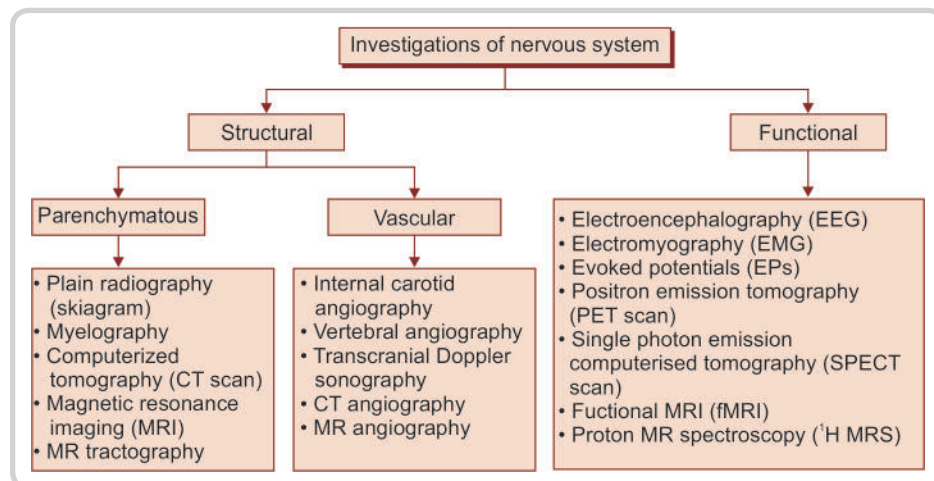 Investigations of nervous system
Structural
Functional
Parenchymatous
Vascular
• Plain radiography
(skiagram)
• Myelography
• Computerized
tomography (CT scan)
• Magnetic resonance
imaging (MRI)
• MR tractography
• Internal carotid
angiography
• Vertebral angiography
• Transcranial Doppler
sonography
• CT angiography
• MR angiography
• Electroencephalography (EEG)
• Electromyography (EMG)
• Evoked potentials (EPs)
• Positron emission tomography
(PET scan)
• Single photon emission
computerised tomography (SPECT
scan)
• Fuctional MRI (fMRI)
• Proton MR spectroscopy (¹H MRS)